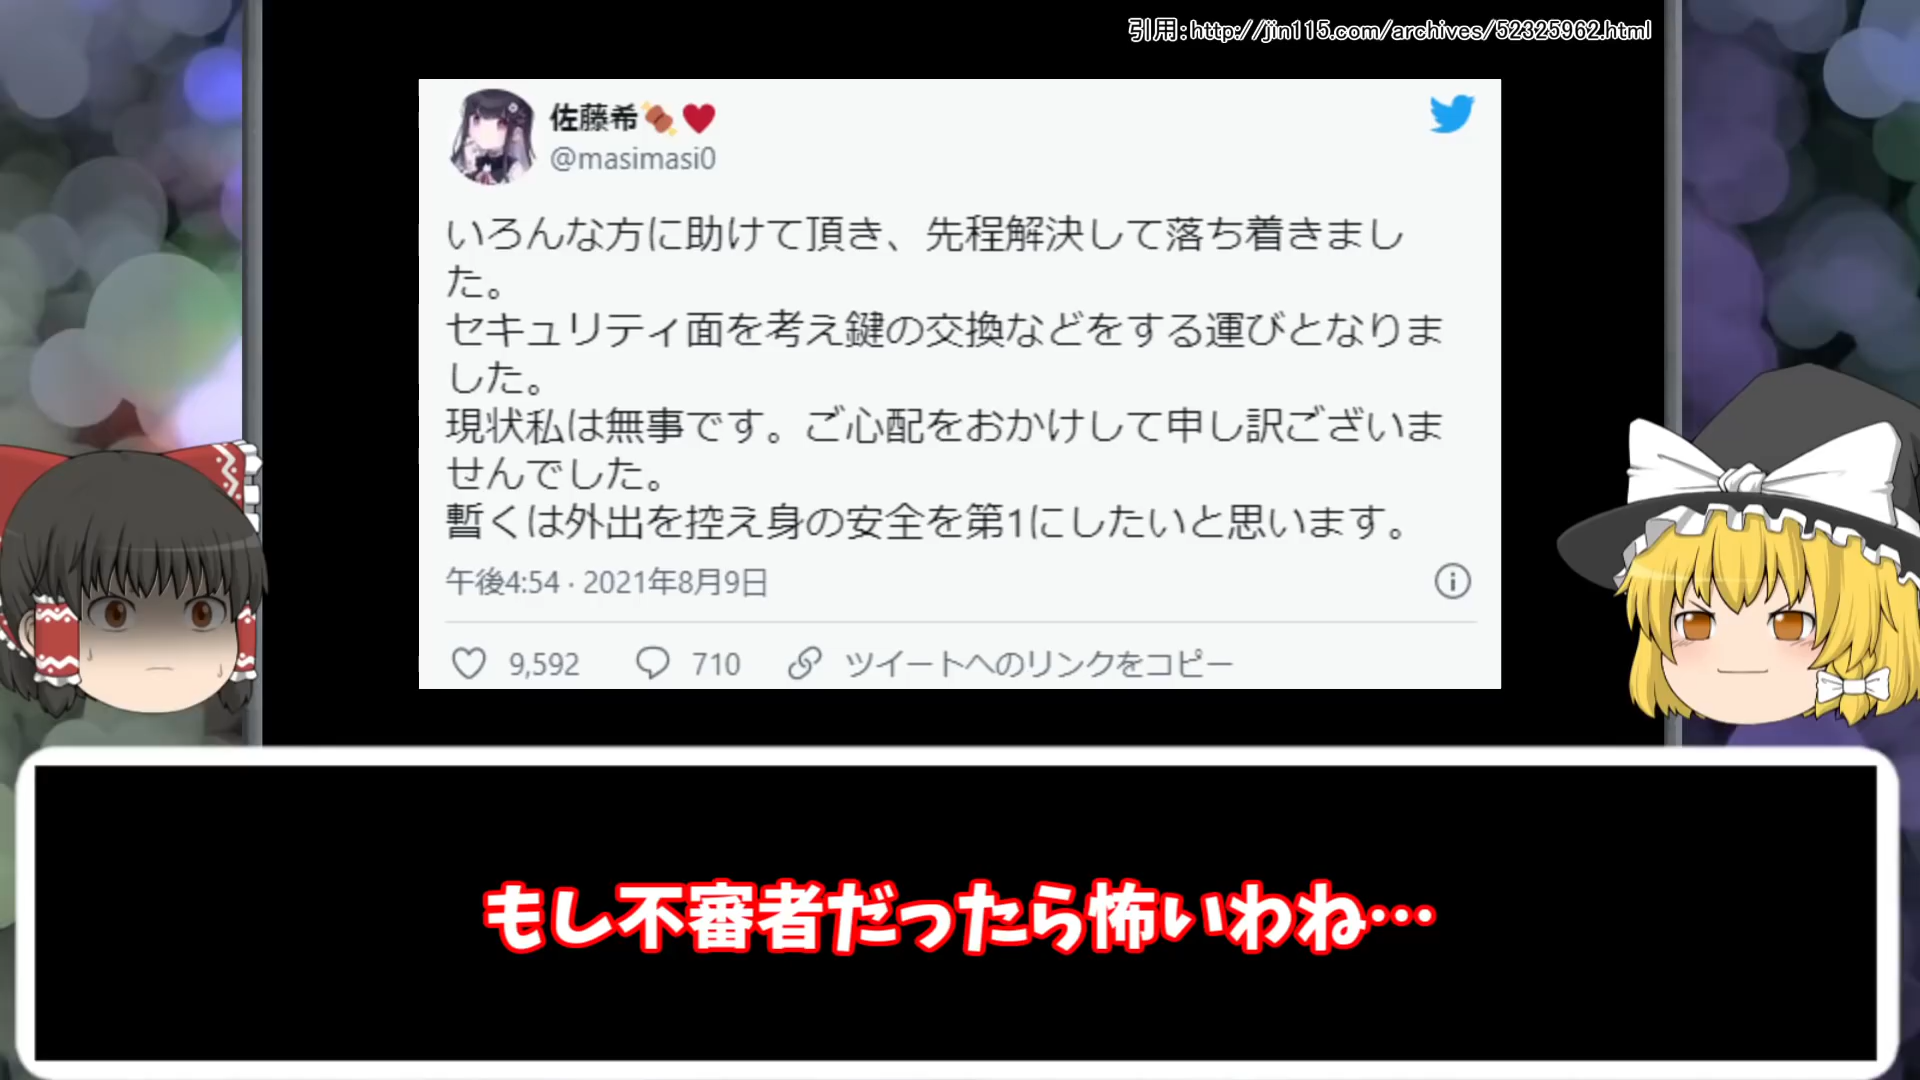 引用:http://jin115.com/archives/52325962.html
佐藤希🍖❤️
@masimasi0
いろんな方に助けて頂き、先程解決して落ち着きまし
た。
セキュリティ面を考え鍵の交換などをする運びとなりま
した。
現状私は無事です。ご心配をおかけして申し訳ございま
せんでした。
暫くは外出を控え身の安全を第1にしたいと思います。
午後4:54 · 2021年8月9日
9,592 710 ツイートへのリンクをコピー
もし不審者だったら怖いわね…